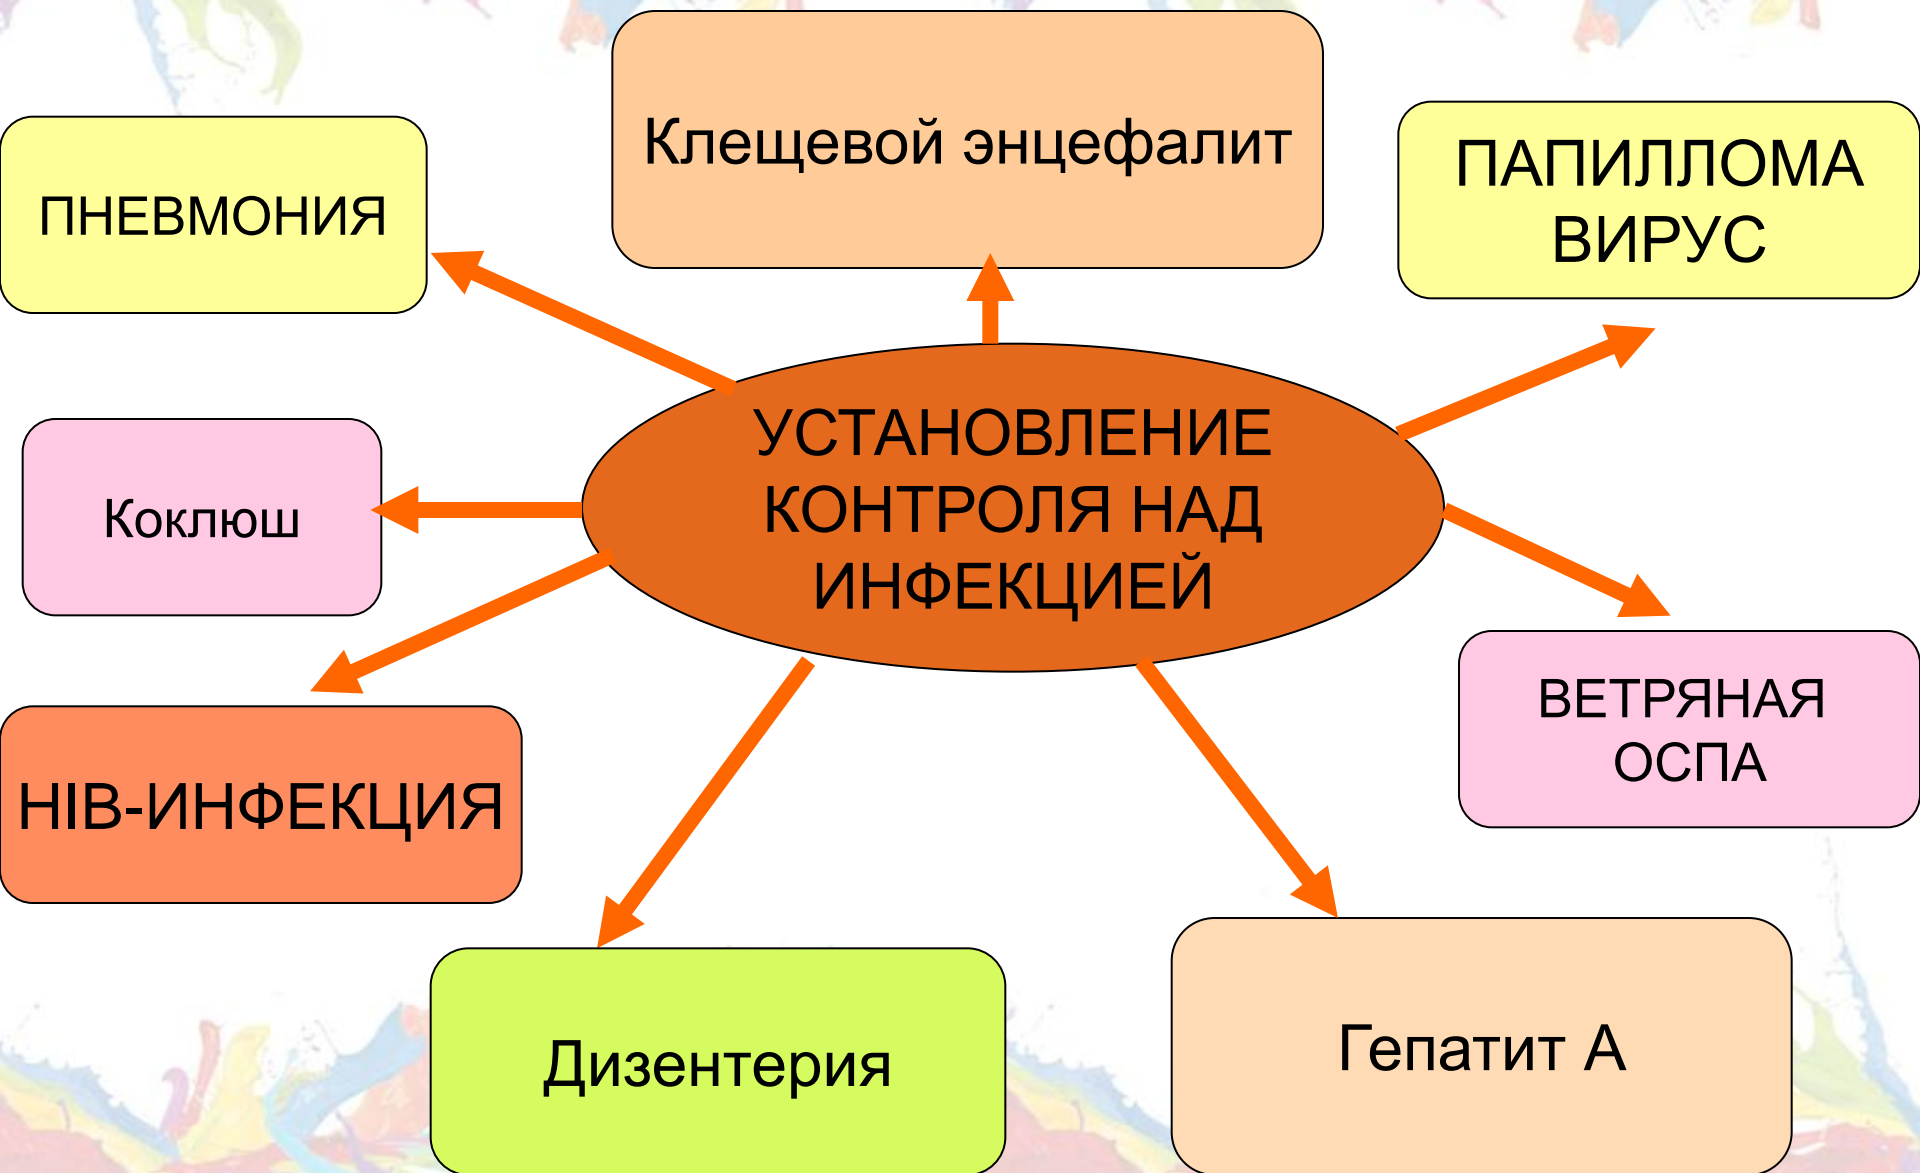 Клещевой энцефалит
ПАПИЛЛОМА
ВИРУС
ПНЕВМОНИЯ
УСТАНОВЛЕНИЕ
КОНТРОЛЯ НАД
ИНФЕКЦИЕЙ
Коклюш
ВЕТРЯНАЯ
ОСПА
HIB-ИНФЕКЦИЯ
Дизентерия
Гепатит А